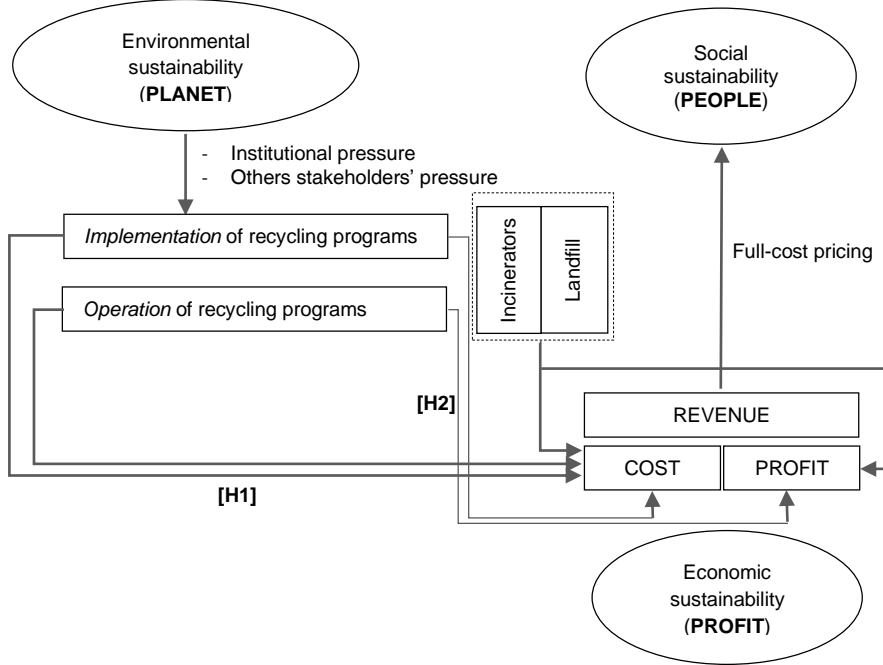 Environmental
sustainability
(PLANET)
Social
sustainability
(PEOPLE)
- Institutional pressure
- Others stakeholders’ pressure
Implementation of recycling programs
Operation of recycling programs
Incinerators
Landfill
Full-cost pricing
[H2]
REVENUE
COST
PROFIT
[H1]
Economic
sustainability
(PROFIT)